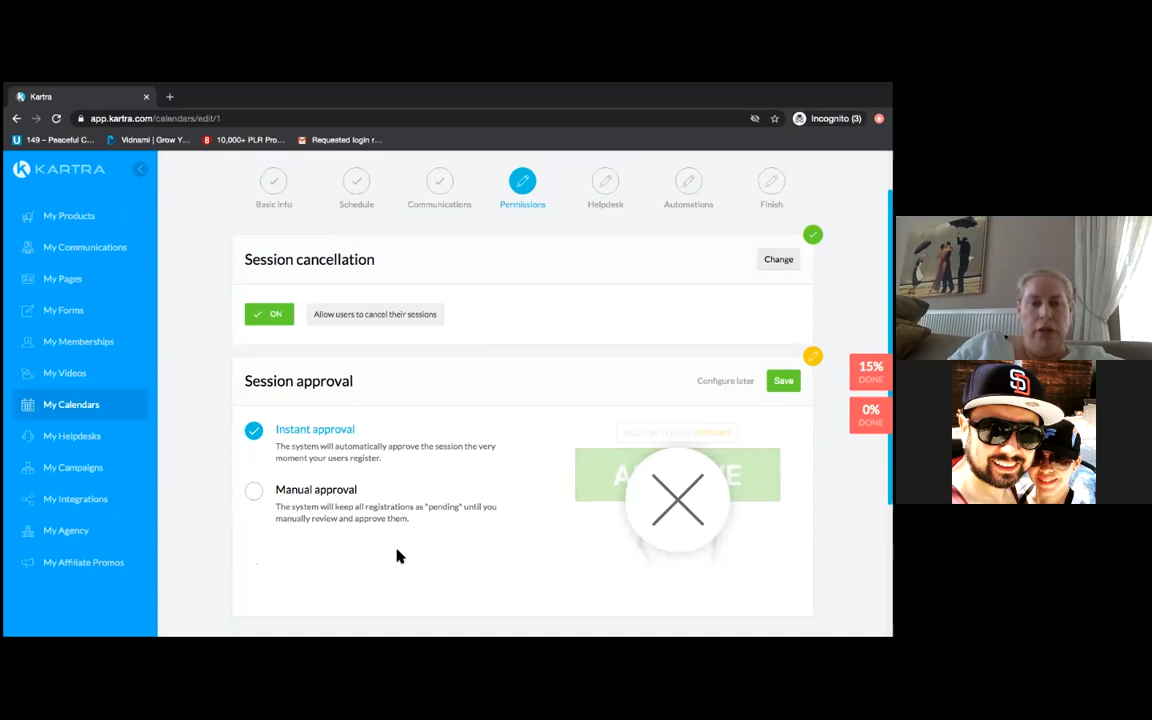 Kartra
app.kartra.com/calendars/edit/1
Incognito (3)
149 – Peaceful C...
Vidnami | Grow Y...
10,000+ PLR Pro...
Requested login r...
KARTRA
My Products
My Communications
My Pages
My Forms
My Memberships
My Videos
My Calendars
My Helpdesks
My Campaigns
My Integrations
My Agency
My Affiliate Promos
Basic info
Schedule
Communications
Permissions
Helpdesk
Automations
Finish
Session cancellation
Change
ON
Allow users to cancel their sessions
Session approval
Configure later
Save
Instant approval
The system will automatically approve the session the very
moment your users register.
Manual approval
The system will keep all registrations as "pending" until you
manually review and approve them.
SESSION STATUS: PENDING
15%
DONE
0%
DONE
SD